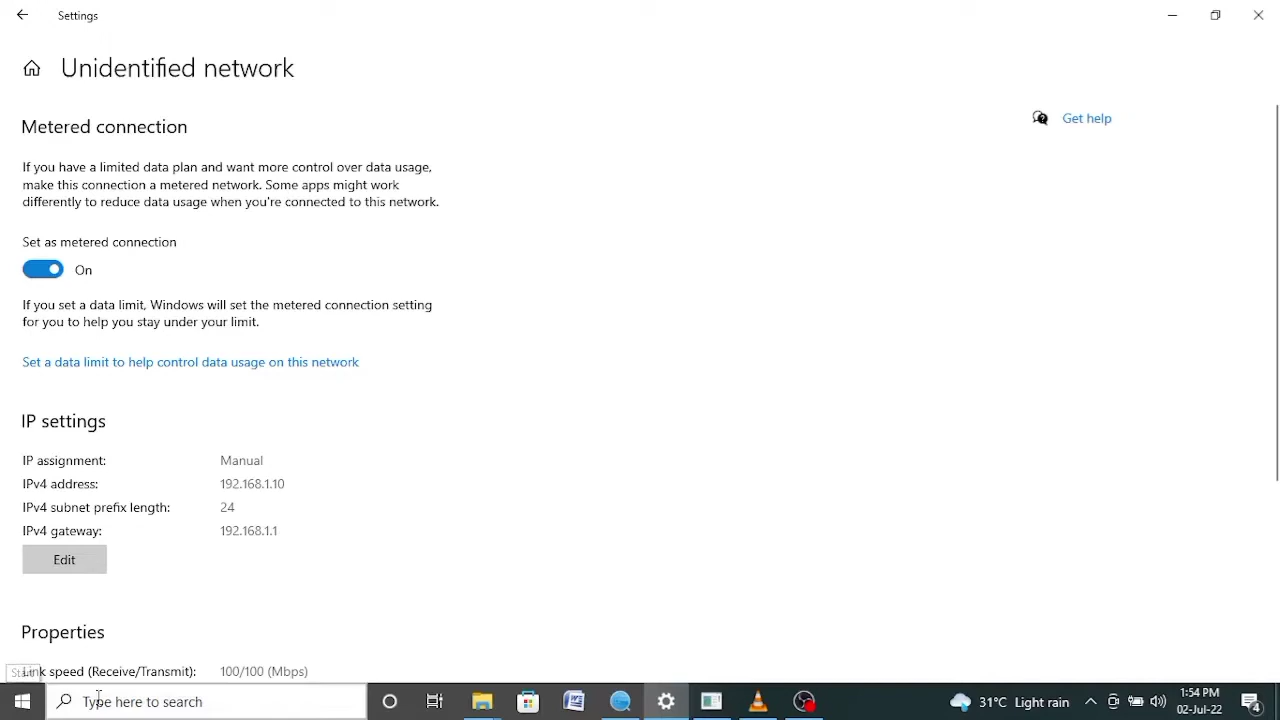 Settings
Unidentified network
Metered connection
Get help
If you have a limited data plan and want more control over data usage,
make this connection a metered network. Some apps might work
differently to reduce data usage when you're connected to this network.
Set as metered connection
On
If you set a data limit, Windows will set the metered connection setting
for you to help you stay under your limit.
Set a data limit to help control data usage on this network
IP settings
IP assignment: Manual
IPv4 address: 192.168.1.10
IPv4 subnet prefix length: 24
IPv4 gateway: 192.168.1.1
Edit
Properties
Link speed (Receive/Transmit): 100/100 (Mbps)
Start
Type here to search
31°C Light rain
1:54 PM
02-Jul-22
4